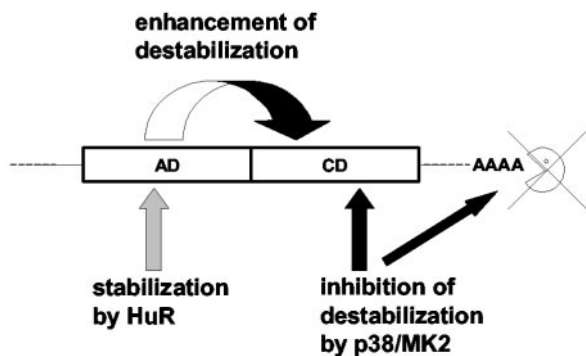 enhancement of
destabilization
AD
CD
AAAA
stabilization
by HuR
inhibition of
destabilization
by p38/MK2